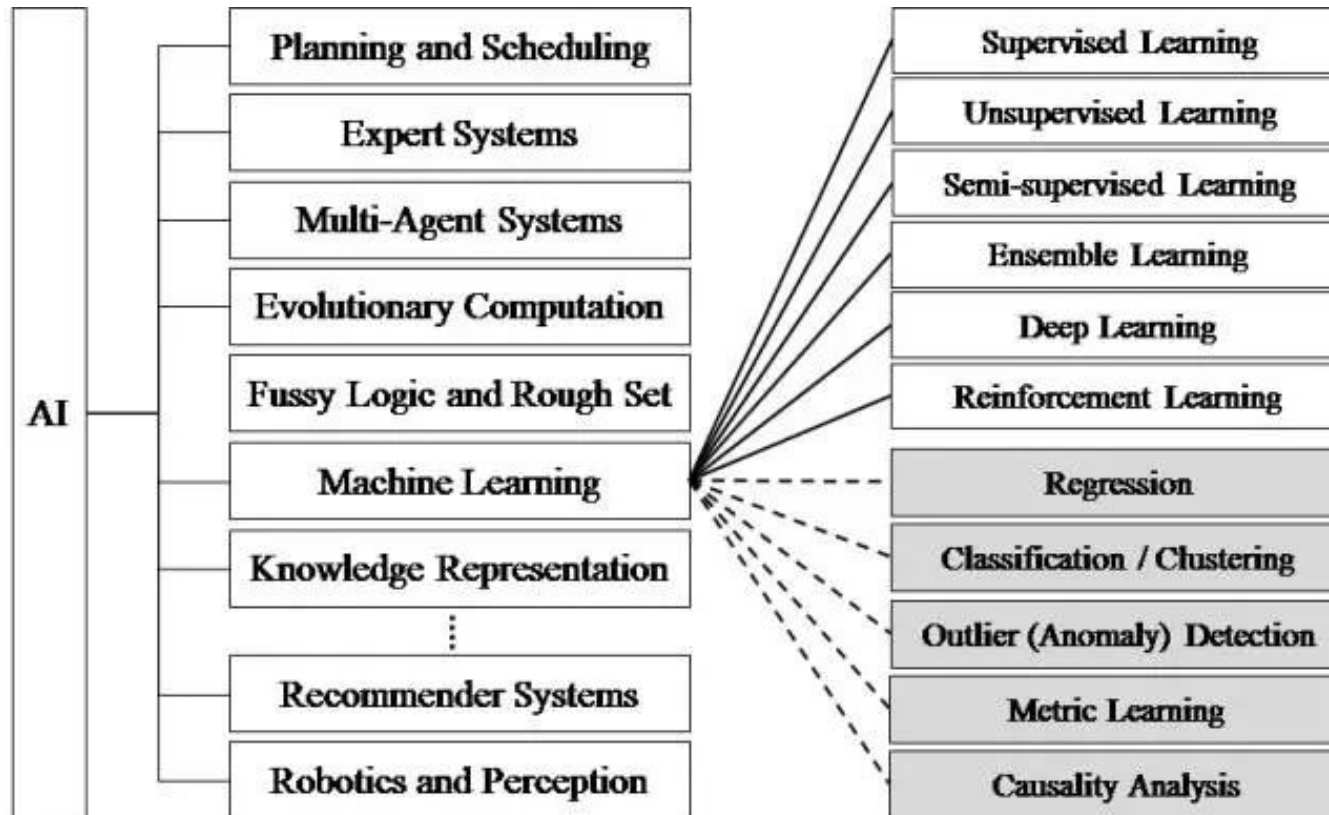 AI
Planning and Scheduling
Expert Systems
Multi-Agent Systems
Evolutionary Computation
Fussy Logic and Rough Set
Machine Learning
Knowledge Representation
Recommender Systems
Robotics and Perception
Supervised Learning
Unsupervised Learning
Semi-supervised Learning
Ensemble Learning
Deep Learning
Reinforcement Learning
Regression
Classification / Clustering
Outlier (Anomaly) Detection
Metric Learning
Causality Analysis